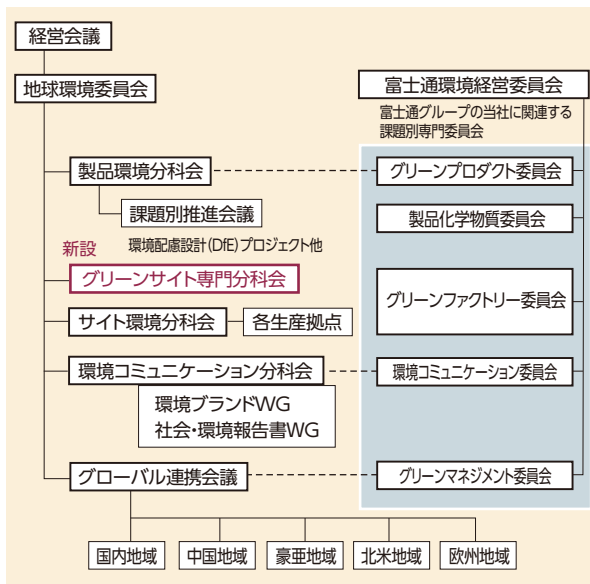 経営会議
地球環境委員会
富士通環境経営委員会
富士通グループの当社に関連する
課題別専門委員会
製品環境分科会
グリーンプロダクト委員会
課題別推進会議
製品化学物質委員会
環境配慮設計(DfE)プロジェクト他
新設
グリーンサイト専門分科会
グリーンファクトリー委員会
サイト環境分科会
各生産拠点
環境コミュニケーション分科会
環境コミュニケーション委員会
環境ブランドWG
社会・環境報告書WG
グローバル連携会議
グリーンマネジメント委員会
国内地域
中国地域
豪亜地域
北米地域
欧州地域